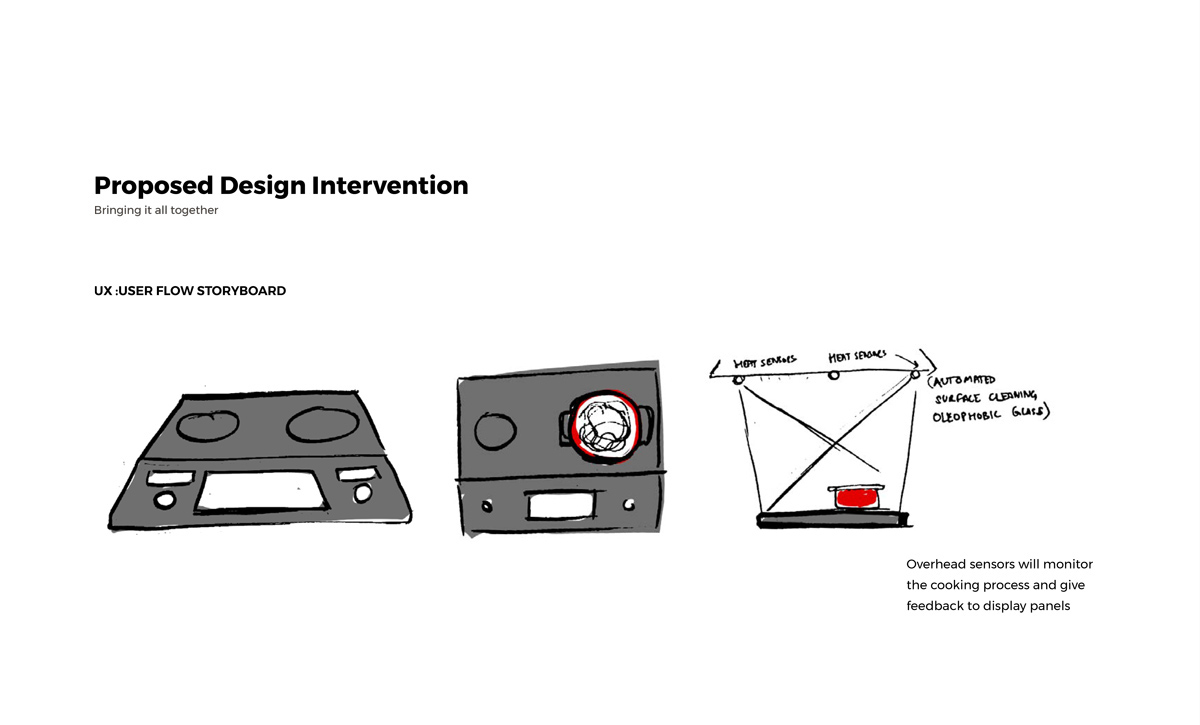 Proposed Design Intervention
Bringing it all together
UX :USER FLOW STORYBOARD
HEAT SENSORS
HEAT SENSORS
(AUTOMATED
SURFACE CLEANING
OLEOPHOBIC GLASS)
Overhead sensors will monitor
the cooking process and give
feedback to display panels